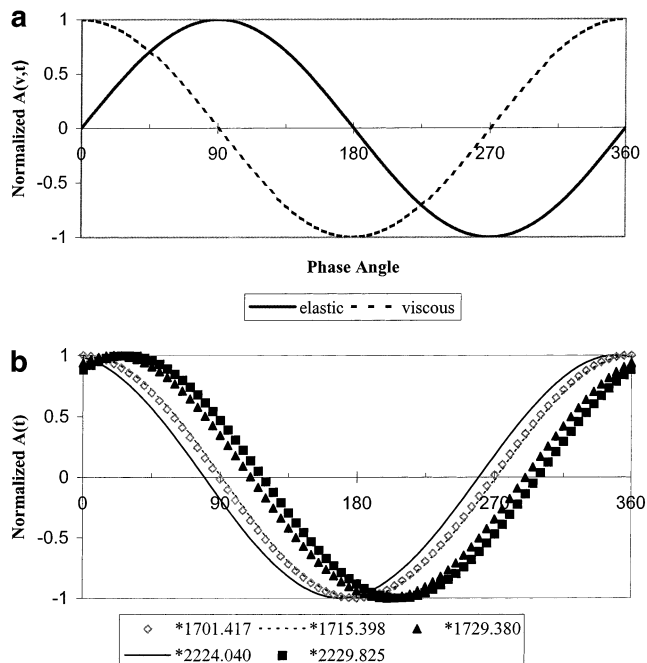 a
Normalized A(v,t)
1
0.5
0
-0.5
-1
0 90 180 270 360
Phase Angle
elastic viscous
b
Normalized A(t)
1
0.5
0
-0.5
-1
0 90 180 270 360
*1701.417 *1715.398 *1729.380
*2224.040 *2229.825